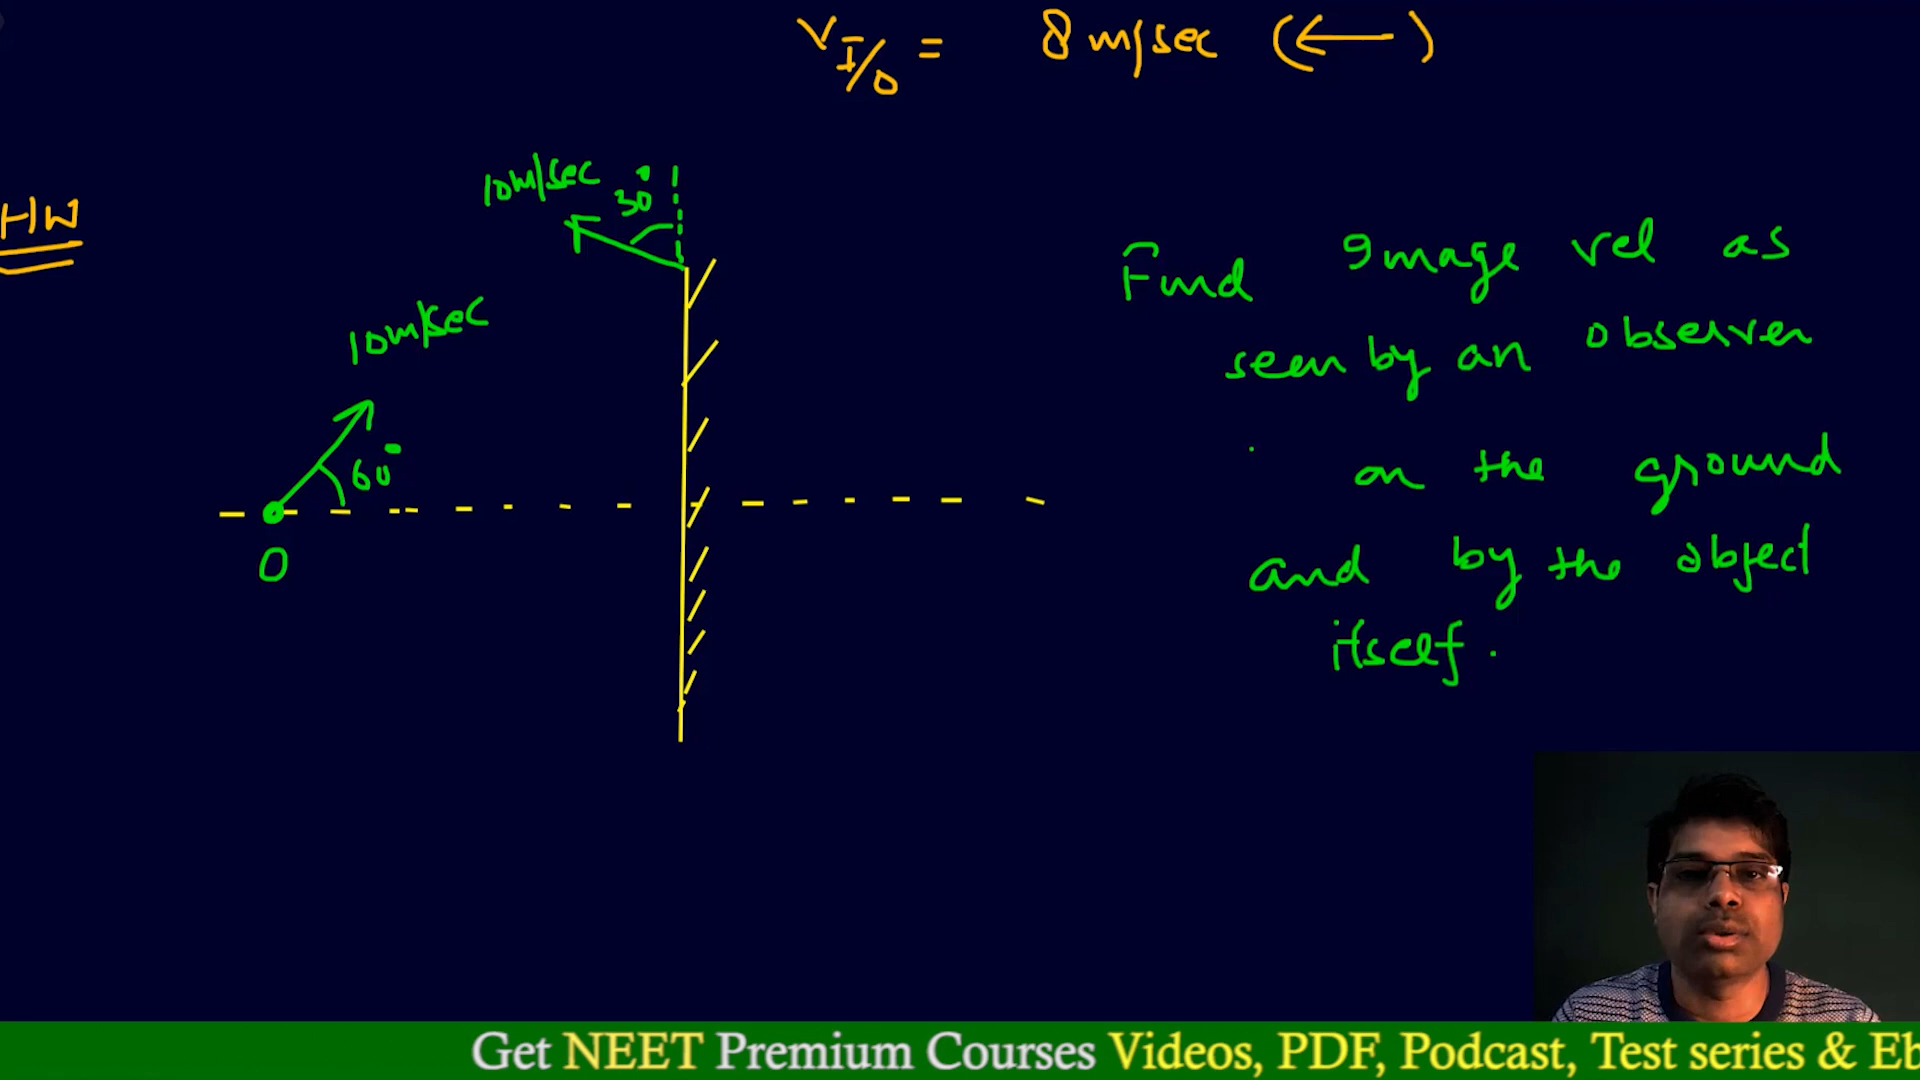 V I/O = 8 m/sec (←)
HW
10m/sec 30°
10m/sec
60°
O
Find Image vel as
seen by an observer
on the ground
and by the object
itself.
Get NEET Premium Courses Videos, PDF, Podcast, Test series & Eb